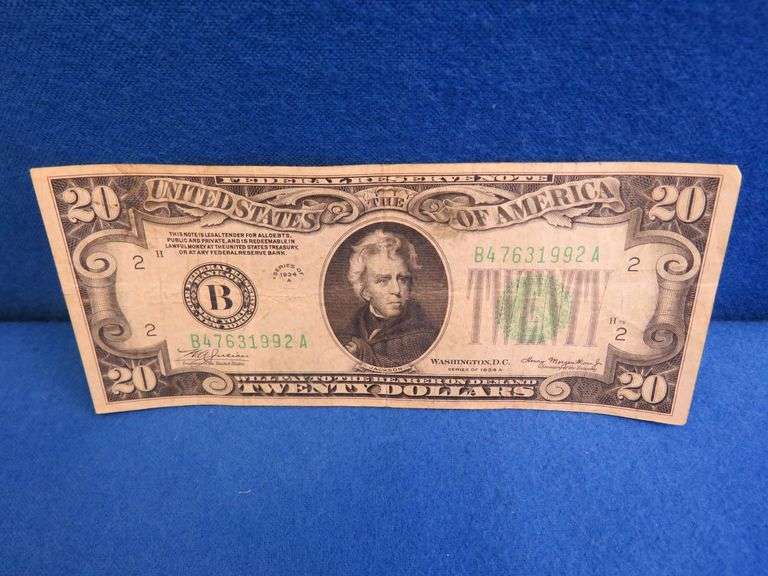 FEDERAL RESERVE NOTE
20
UNITED STATES
THE
OF AMERICA
20
THIS NOTE IS LEGAL TENDER FOR ALL DEBTS,
PUBLIC AND PRIVATE, AND IS REDEEMABLE IN
LAWFUL MONEY AT THE UNITED STATES TREASURY,
OR AT ANY FEDERAL RESERVE BANK.
H
2
SERIES OF
1934
A
B47631992 A
2
B
TWENTY
2
B47631992 A
2
WASHINGTON, D.C.
SERIES OF 1934 A
JACKSON
20
WILL PAY TO THE BEARER ON DEMAND
TWENTY DOLLARS
20